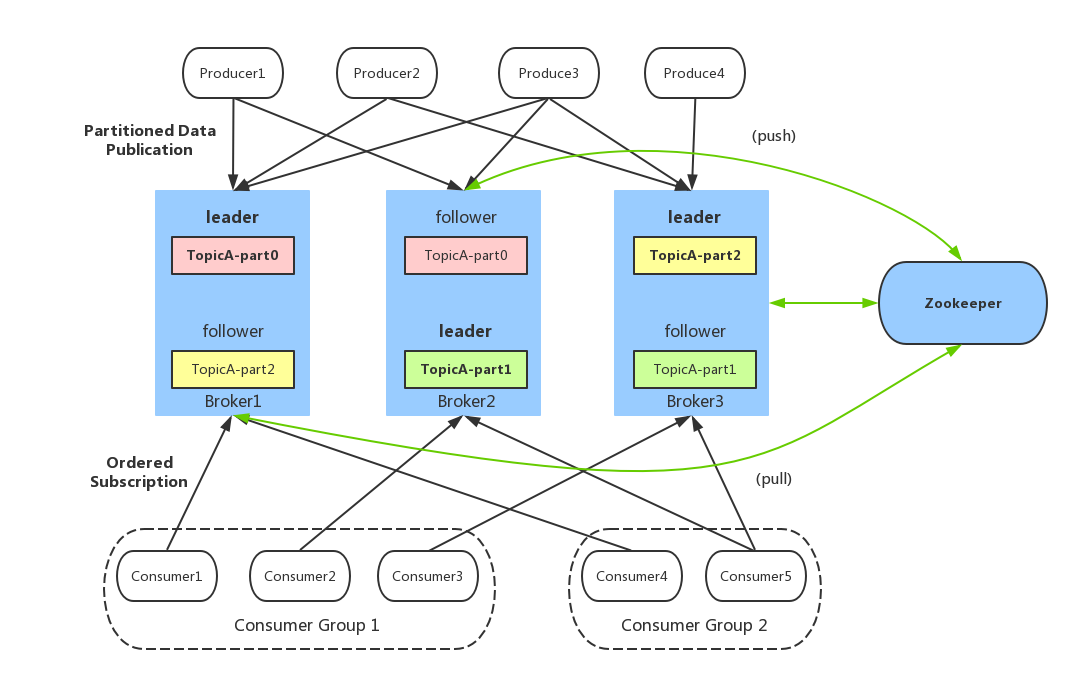 Producer1
Producer2
Produce3
Produce4
Partitioned Data
Publication
(push)
leader
TopicA-part0
follower
TopicA-part2
Broker1
follower
TopicA-part0
leader
TopicA-part1
Broker2
leader
TopicA-part2
follower
TopicA-part1
Broker3
Zookeeper
Ordered
Subscription
(pull)
Consumer1
Consumer2
Consumer3
Consumer Group 1
Consumer4
Consumer5
Consumer Group 2